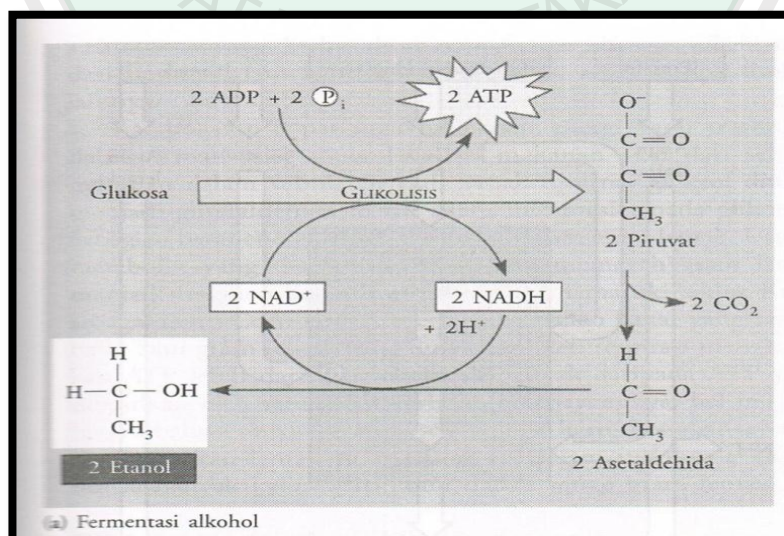 2 ADP + 2 Pi
2 ATP
Glukosa
GLIKOLISIS
O⁻
C = O
C = O
CH₃
2 Piruvat
2 NAD⁺
2 NADH
+ 2H⁺
2 CO₂
H
H — C — OH
CH₃
2 Etanol
H
C = O
CH₃
2 Asetaldehida
(a) Fermentasi alkohol